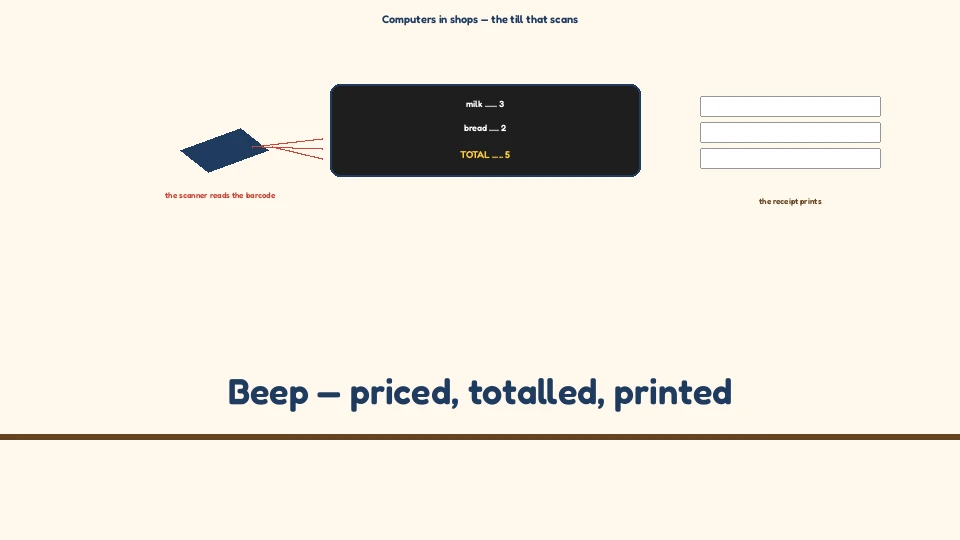 Computers in shops — the till that scans
milk ...... 3
bread ..... 2
TOTAL ..... 5
the scanner reads the barcode
the receipt prints
Beep — priced, totalled, printed